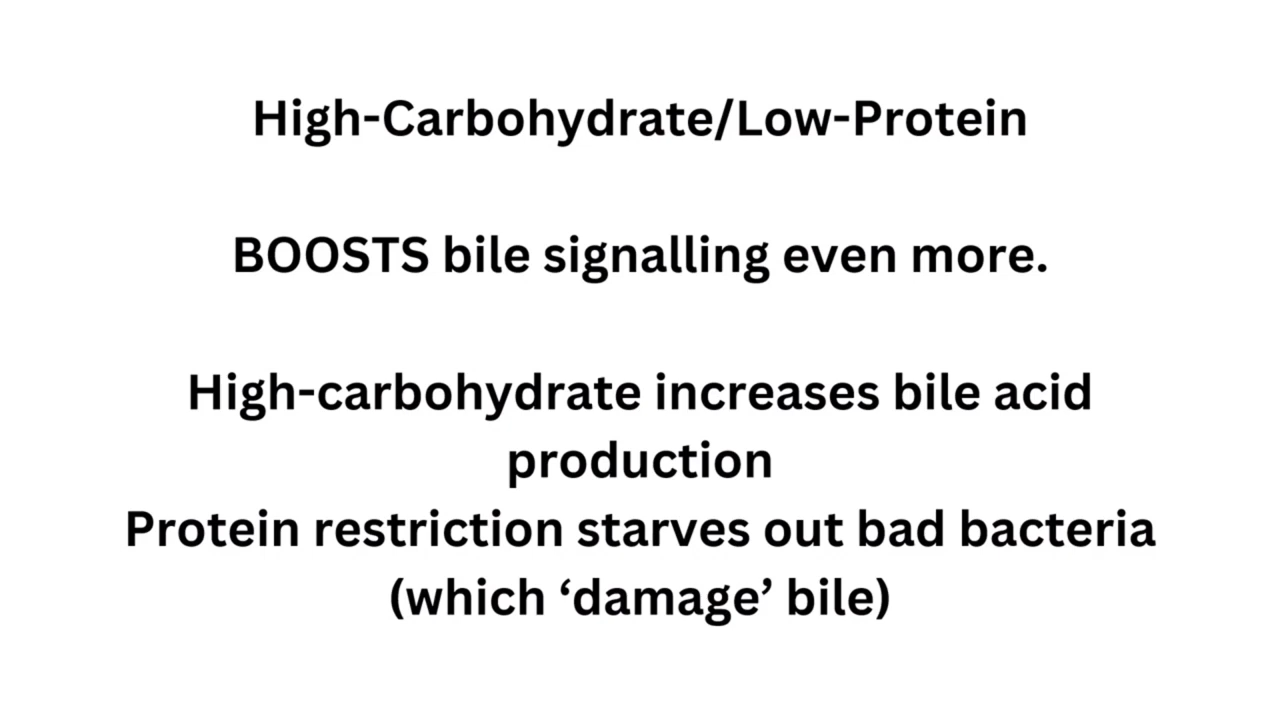 High-Carbohydrate/Low-Protein
BOOSTS bile signalling even more.
High-carbohydrate increases bile acid
production
Protein restriction starves out bad bacteria
(which ‘damage’ bile)